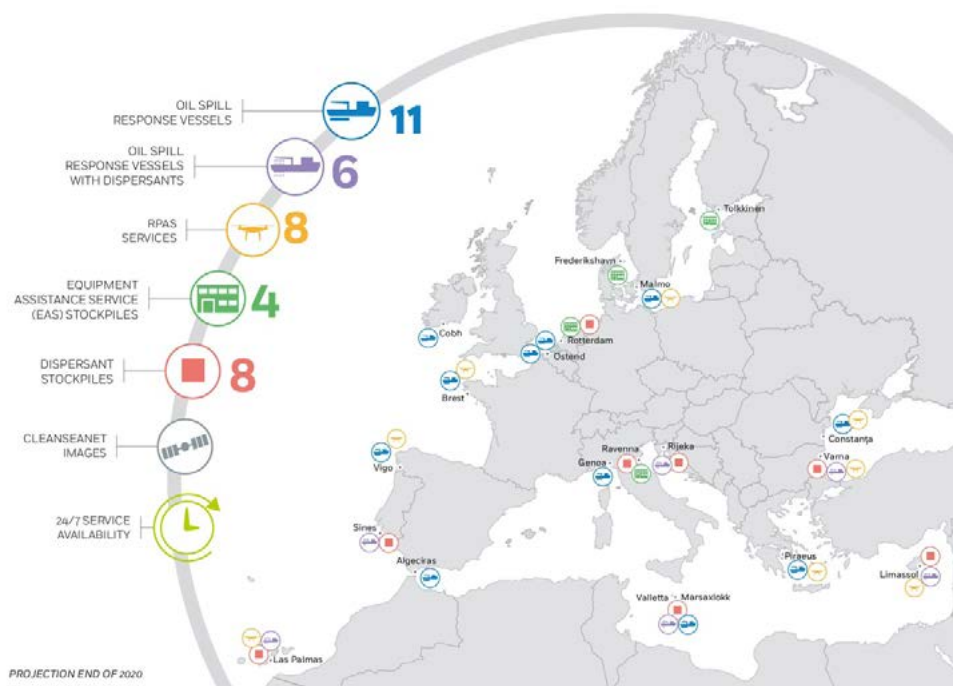 OIL SPILL
RESPONSE VESSELS
11
OIL SPILL
RESPONSE VESSELS
WITH DISPERSANTS
6
RPAS
SERVICES
8
EQUIPMENT
ASSISTANCE SERVICE
(EAS) STOCKPILES
4
DISPERSANT
STOCKPILES
8
CLEANSEANET
IMAGES
24/7 SERVICE
AVAILABILITY
Tolkkinen
Frederikshavn
Malmo
Cobh
Rotterdam
Ostend
Brest
Constanţa
Ravenna
Rijeka
Genoa
Varna
Vigo
Sines
Algeciras
Piraeus
Limassol
Valletta
Marsaxlokk
Las Palmas
PROJECTION END OF 2020